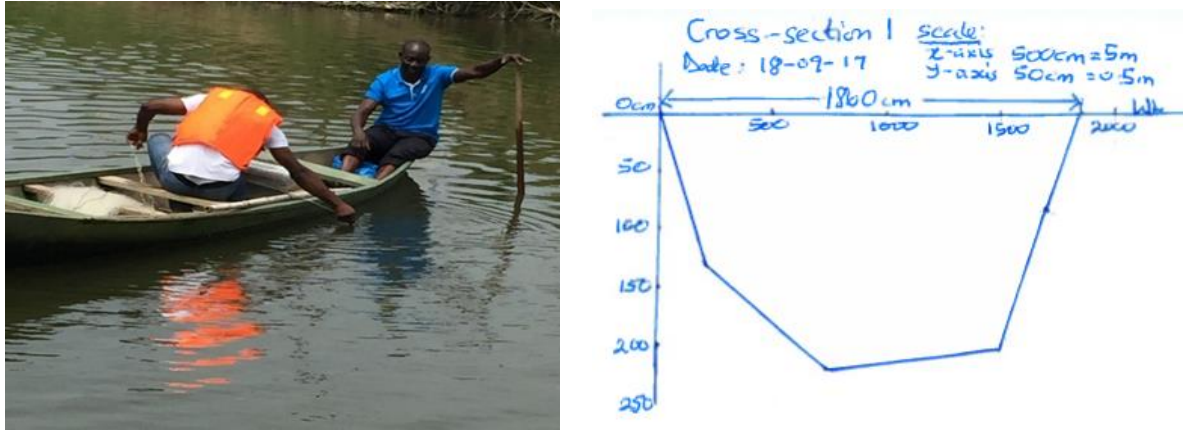 Cross-section 1 scale:
x-axis 500cm = 5m
Date: 18-09-17 y-axis 50cm = 0.5m
0cm 1860cm
500 1000 1500 2000
50
100
150
200
250